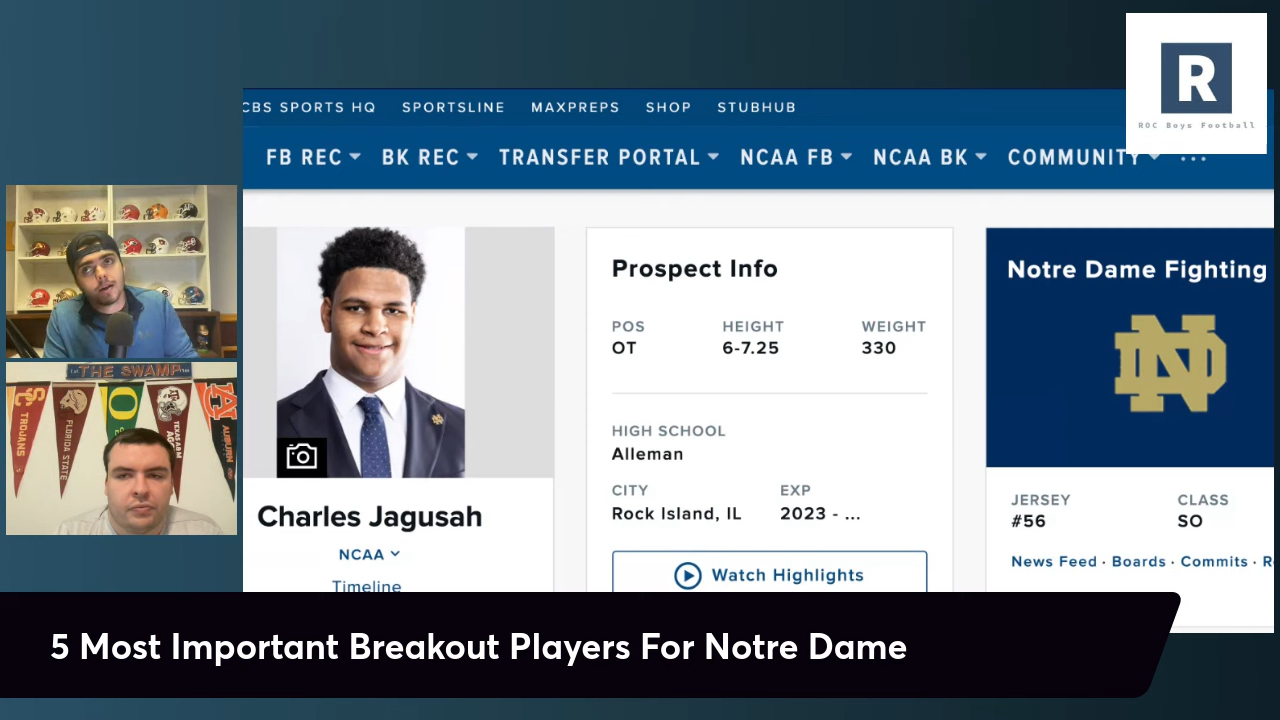 R
ROC Boys Football
CBS SPORTS HQ SPORTSLINE MAXPREPS SHOP STUBHUB
FB REC BK REC TRANSFER PORTAL NCAA FB NCAA BK COMMUNITY ...
Prospect Info
POS HEIGHT WEIGHT
OT 6-7.25 330
HIGH SCHOOL
Alleman
CITY EXP
Rock Island, IL 2023 - ...
Watch Highlights
Charles Jagusah
NCAA
Timeline
Notre Dame Fighting
ND
JERSEY CLASS
#56 SO
News Feed · Boards · Commits · R
THE SWAMP
SC TROJANS
FLORIDA STATE
O
TEXAS A&M
AUBURN
5 Most Important Breakout Players For Notre Dame